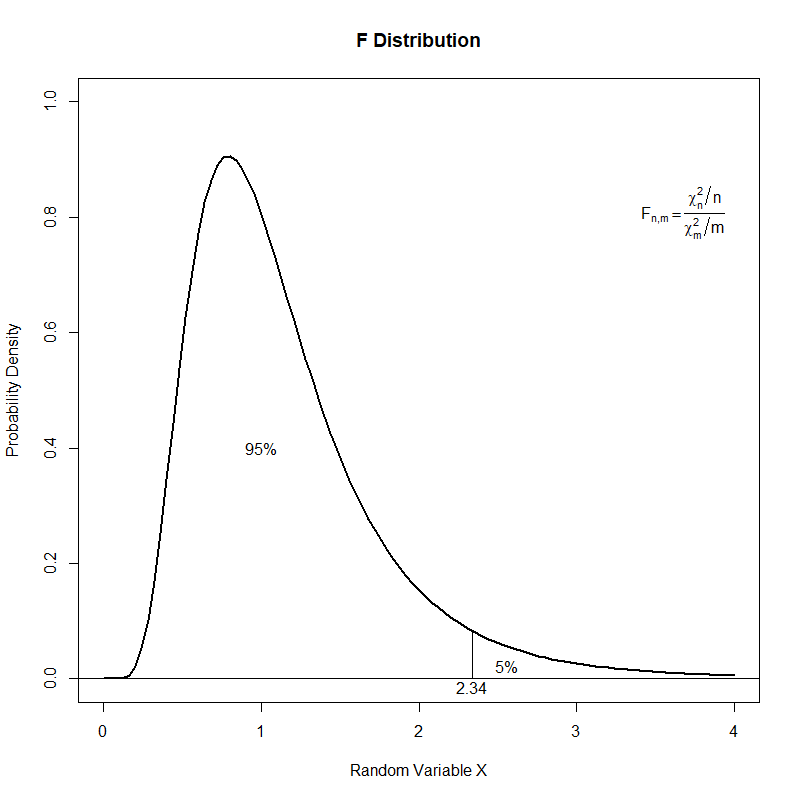 F Distribution
Probability Density
1.0
0.8
0.6
0.4
0.2
0.0
Fn,m = χ²n/n
χ²m/m
95%
5%
2.34
0 1 2 3 4
Random Variable X